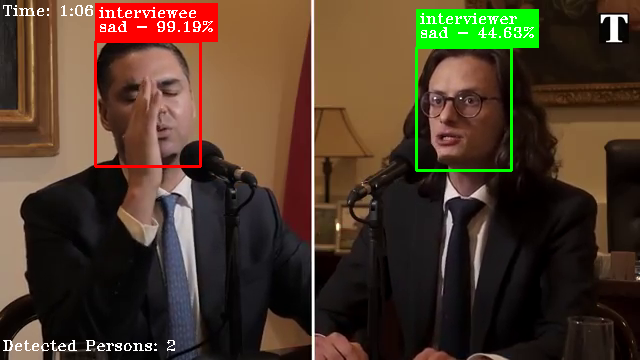 Time: 1:06
interviewee
sad - 99.19%
interviewer
sad - 44.63%
T
Detected Persons: 2